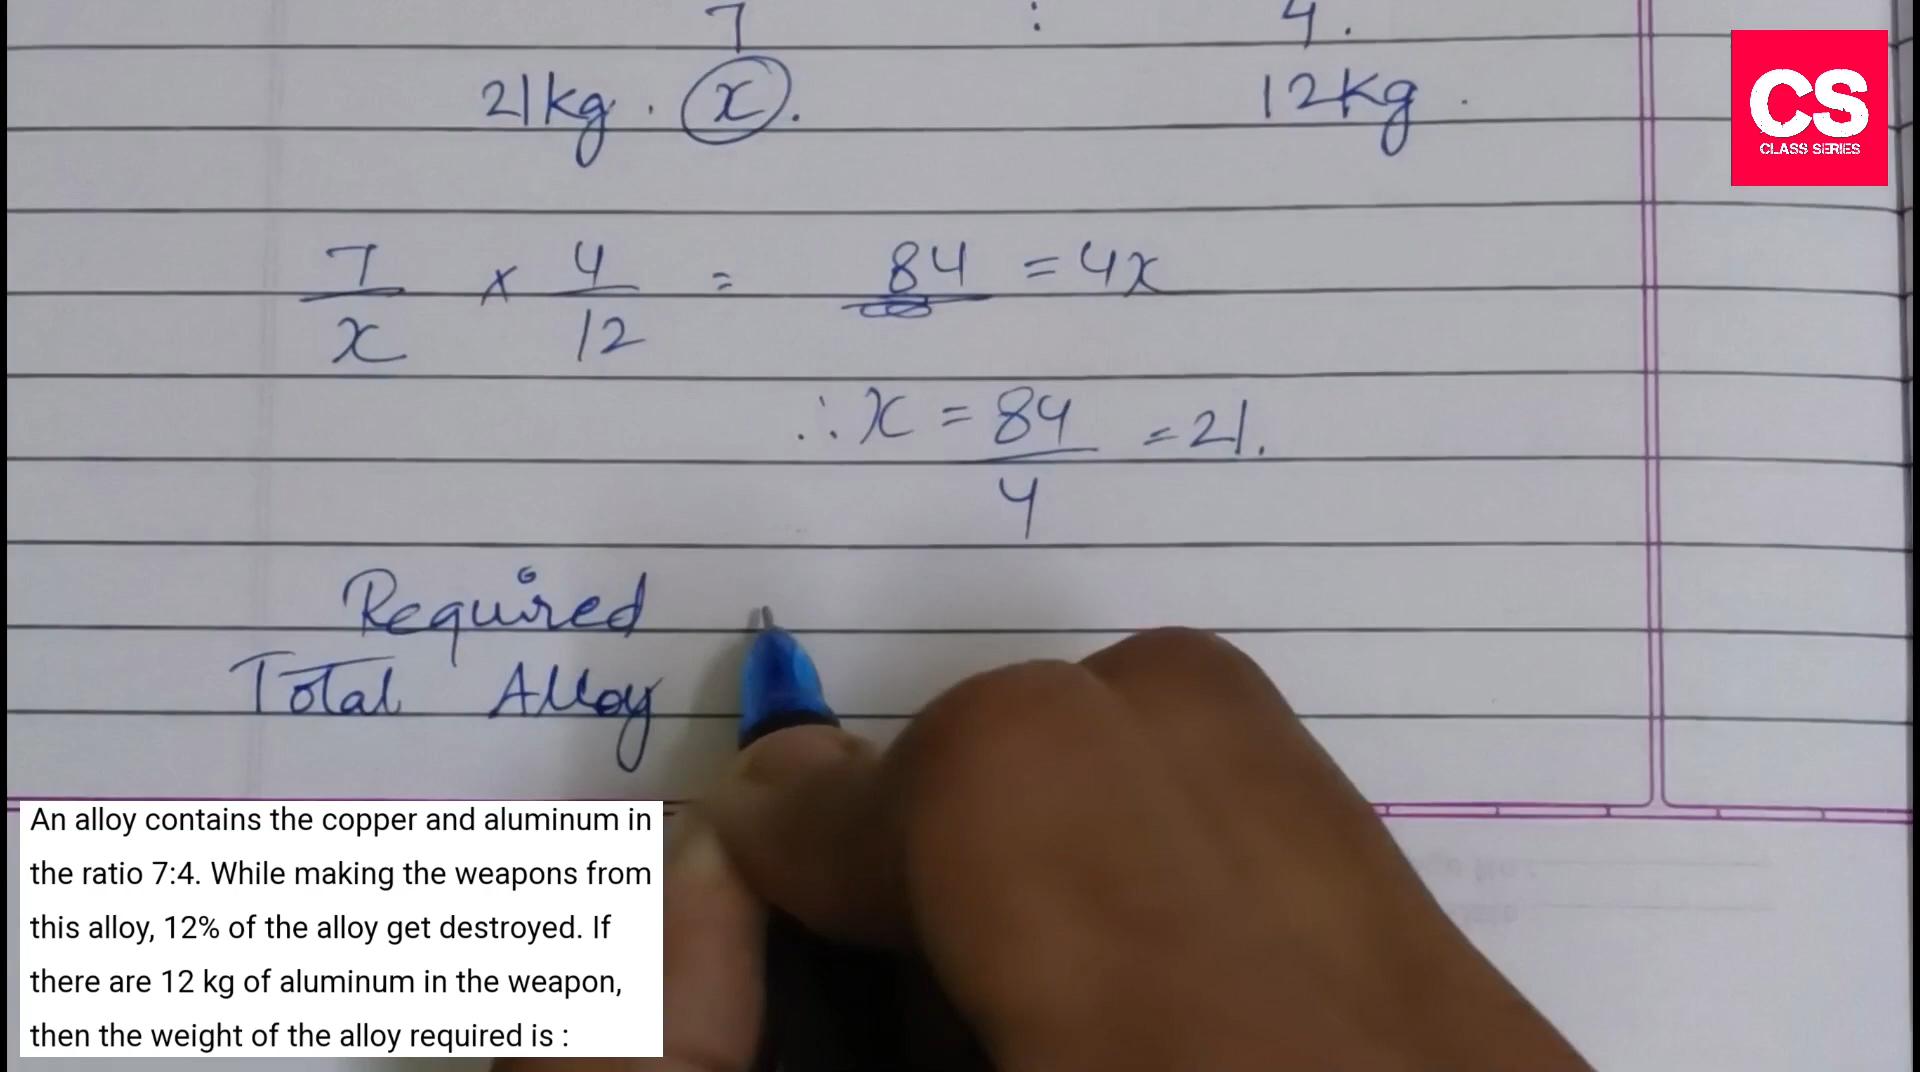 7 : 4.
21kg. x. 12kg.
CS
CLASS SERIES
7/x × 4/12 = 84 = 4x
∴ x = 84/4 = 21.
Required
Total Alloy
An alloy contains the copper and aluminum in
the ratio 7:4. While making the weapons from
this alloy, 12% of the alloy get destroyed. If
there are 12 kg of aluminum in the weapon,
then the weight of the alloy required is :